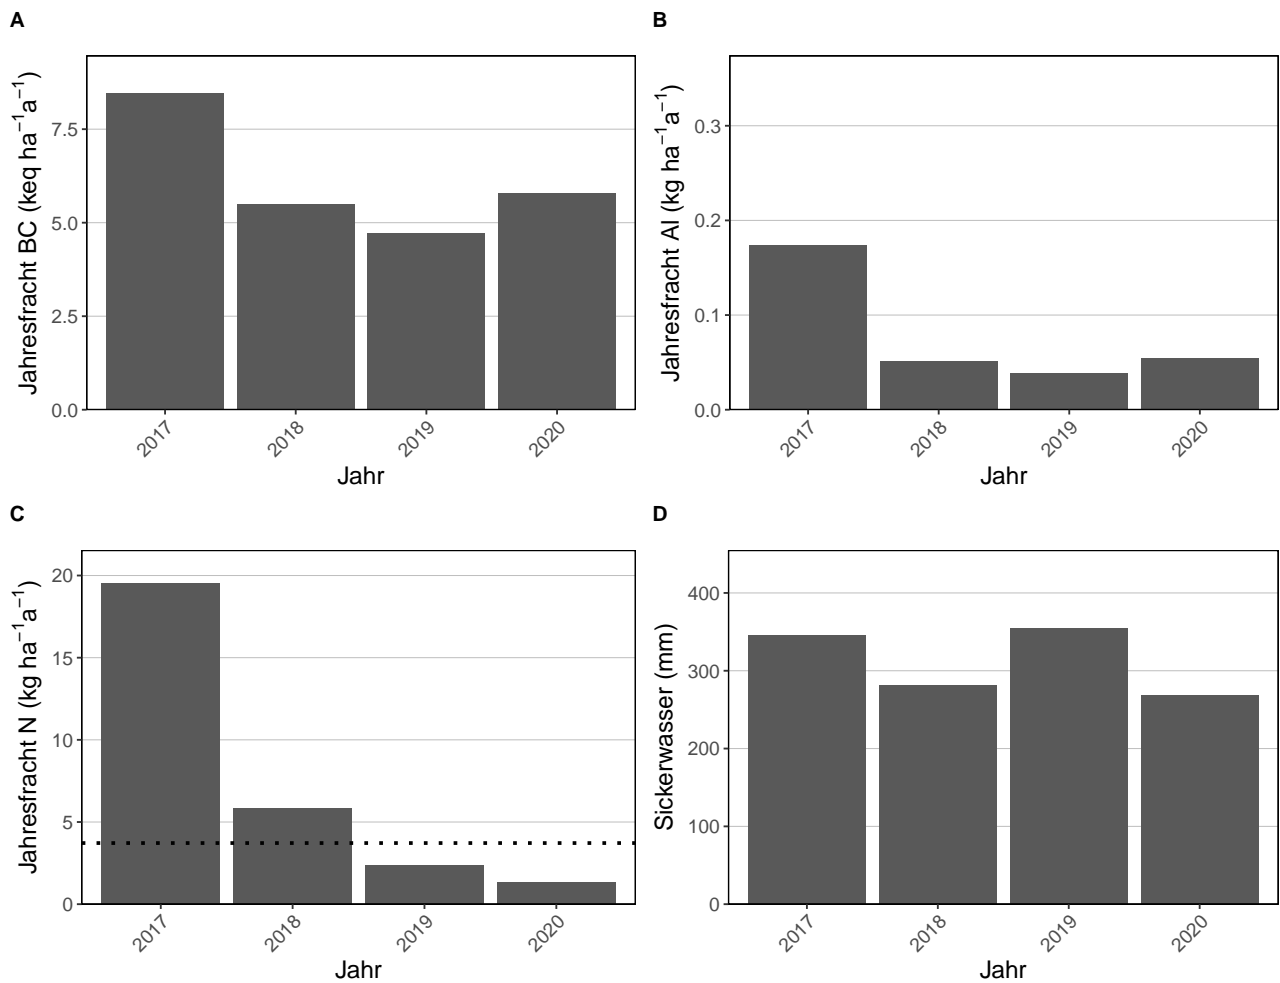 A
Jahresfracht BC (keq ha⁻¹a⁻¹)
7.5
5.0
2.5
0.0
2017 2018 2019 2020
Jahr
B
Jahresfracht Al (kg ha⁻¹a⁻¹)
0.3
0.2
0.1
0.0
2017 2018 2019 2020
Jahr
C
Jahresfracht N (kg ha⁻¹a⁻¹)
20
15
10
5
0
2017 2018 2019 2020
Jahr
D
Sickerwasser (mm)
400
300
200
100
0
2017 2018 2019 2020
Jahr